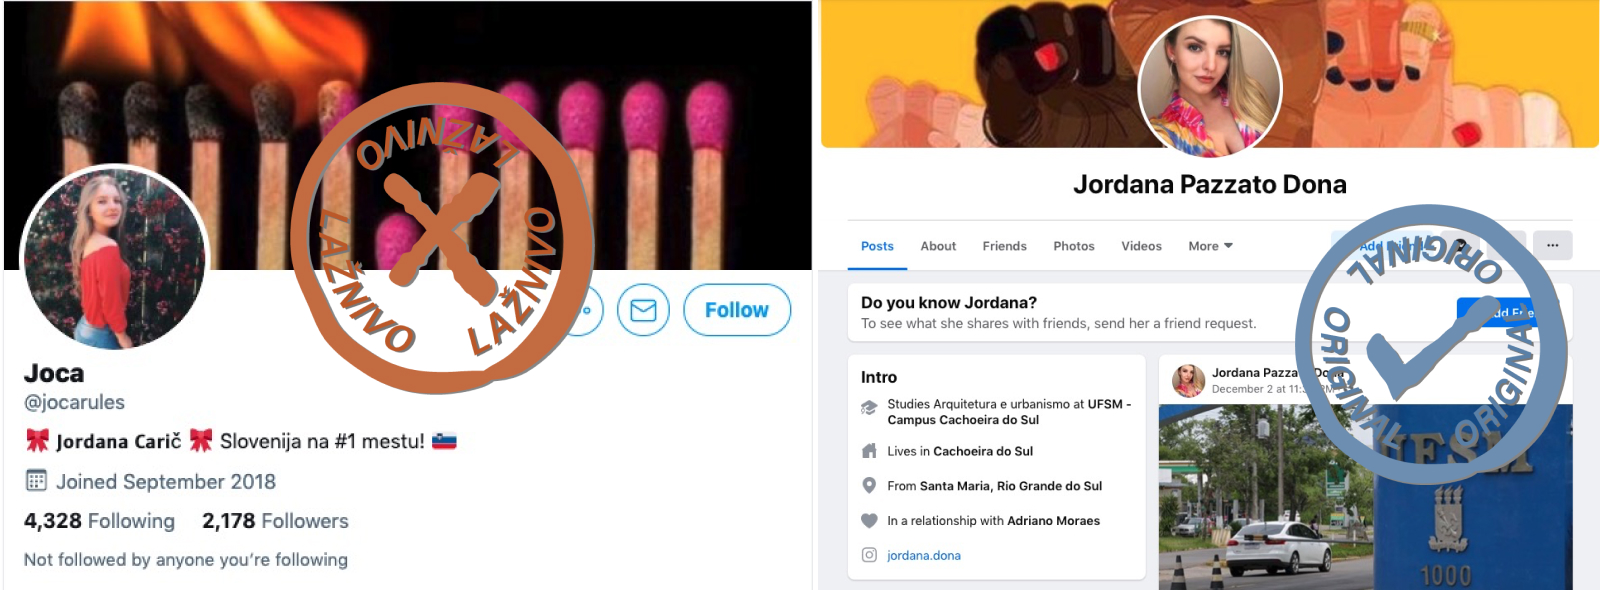 LAŽNIVO
LAŽNIVO
LAŽNIVO
Follow
Joca
@jocarules
🎀 Jordana Carič 🎀 Slovenija na #1 mestu! 🇸🇮
Joined September 2018
4,328 Following 2,178 Followers
Not followed by anyone you're following
Jordana Pazzato Dona
Posts About Friends Photos Videos More
Add Friend
ORIGINAL
ORIGINAL
ORIGINAL
Do you know Jordana?
To see what she shares with friends, send her a friend request.
Intro
Studies Arquitetura e urbanismo at UFSM -
Campus Cachoeira do Sul
Lives in Cachoeira do Sul
From Santa Maria, Rio Grande do Sul
In a relationship with Adriano Moraes
jordana.dona
Jordana Pazzato Dona
December 2 at 11:
UFSM
1000